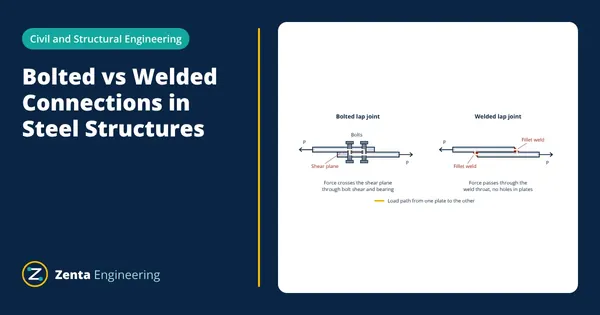 Civil and Structural Engineering
Bolted vs Welded
Connections in
Steel Structures
Zenta Engineering
Bolted lap joint
Bolts
P
P
Shear plane
Force crosses the shear plane
through bolt shear and bearing
Welded lap joint
Fillet weld
P
P
Fillet weld
Force passes through the
weld throat, no holes in plates
Load path from one plate to the other